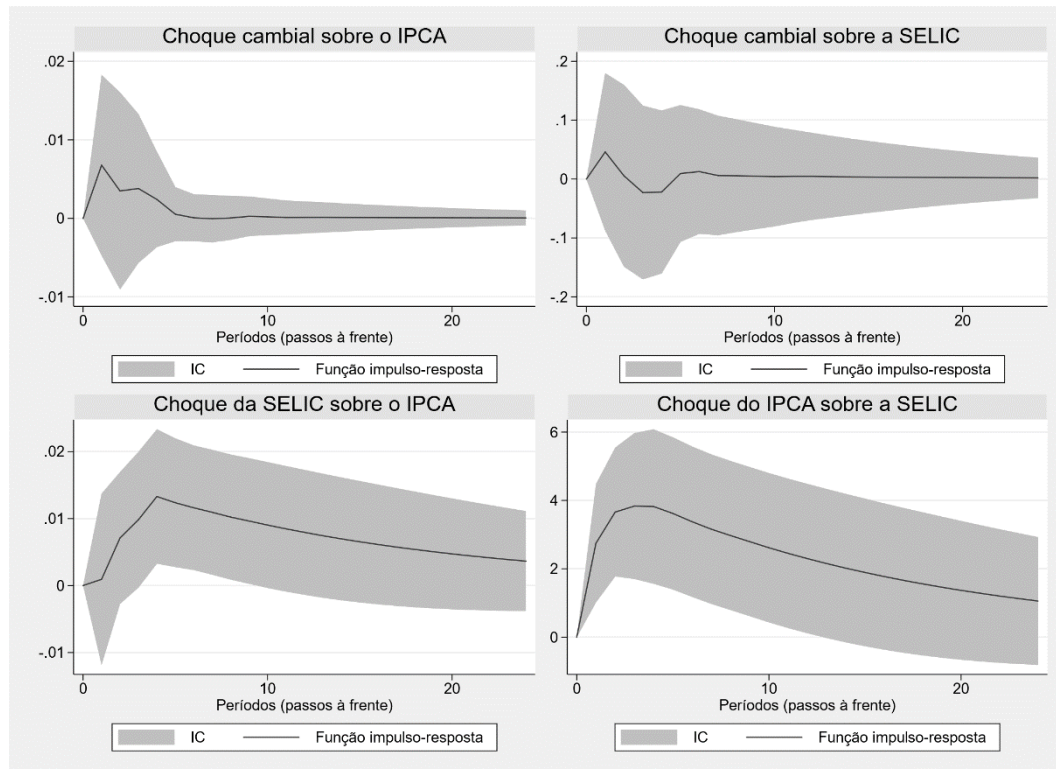 Choque cambial sobre o IPCA
.02
.01
0
-.01
0 10 20
Períodos (passos à frente)
IC Função impulso-resposta
Choque cambial sobre a SELIC
.2
.1
0
-.1
-.2
0 10 20
Períodos (passos à frente)
IC Função impulso-resposta
Choque da SELIC sobre o IPCA
.02
.01
0
-.01
0 10 20
Períodos (passos à frente)
IC Função impulso-resposta
Choque do IPCA sobre a SELIC
6
4
2
0
0 10 20
Períodos (passos à frente)
IC Função impulso-resposta